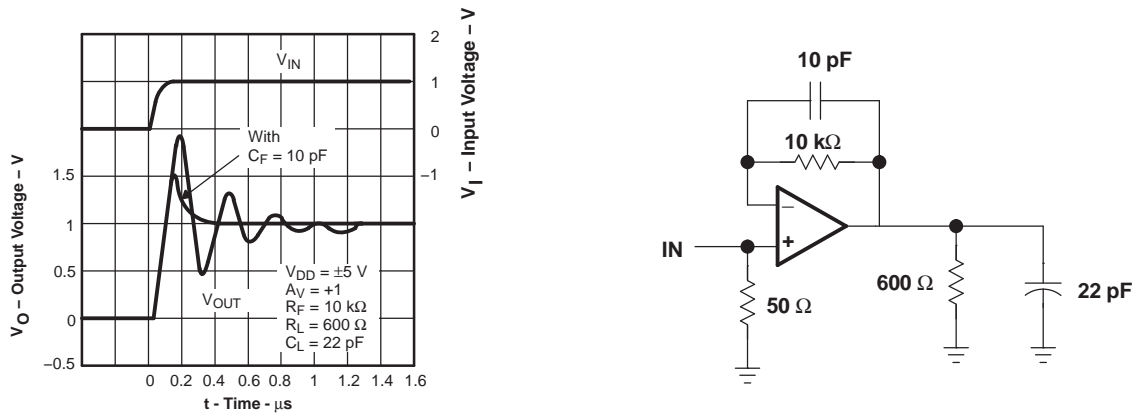 2
V_IN
1
0
With
C_F = 10 pF
1.5
−1
1
0.5
V_DD = ±5 V
A_V = +1
V_OUT
R_F = 10 kΩ
R_L = 600 Ω
0
C_L = 22 pF
−0.5
0 0.2 0.4 0.6 0.8 1 1.2 1.4 1.6
t - Time - μs
V_O – Output Voltage – V
V_I – Input Voltage – V
10 pF
10 kΩ
−
+
IN
50 Ω
600 Ω
22 pF